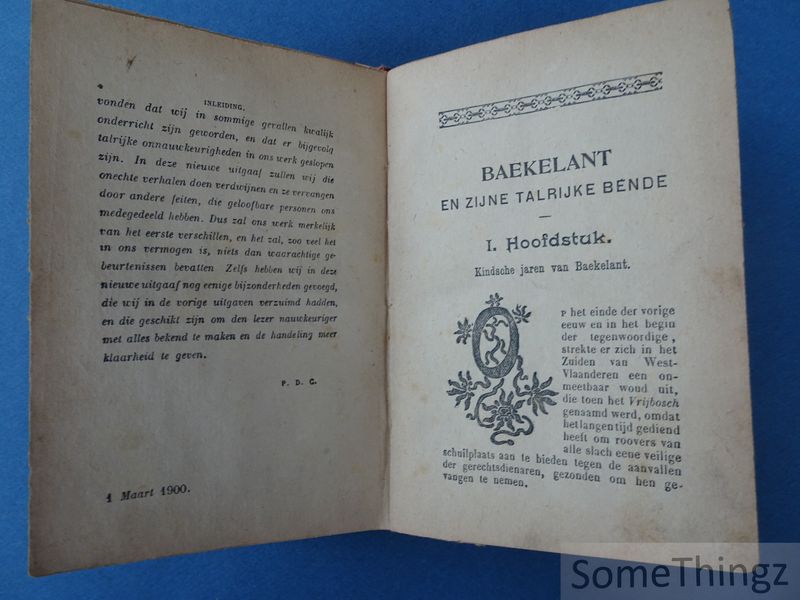 INLEIDING.
vonden dat wij in sommige gevallen kwalijk
onderricht zijn geworden, en dat er bijgevolg
talrijke onnauwkeurigheden in ons werk geslopen
zijn. In deze nieuwe uitgaaf zullen wij die
onechte verhalen doen verdwijnen en ze vervangen
door andere feiten, die geloofbare personen ons
medegedeeld hebben. Dus zal ons werk merkelijk
van het eerste verschillen, en het zal, zoo veel het
in ons vermogen is, niets dan waarachtige ge-
beurtenissen bevatten Zelfs hebben wij in deze
nieuwe uitgaaf nog eenige bijzonderheden gevoegd,
die wij in de vorige uitgaven verzuimd hadden,
en die geschikt zijn om den lezer nauwkeuriger
met alles bekend te maken en de handeling meer
klaarheid te geven.
P. D. C.
1 Maart 1900.
BAEKELANT
EN ZIJNE TALRIJKE BENDE
I. Hoofdstuk.
Kindsche jaren van Baekelant.
OP het einde der vorige
eeuw en in het begin
der tegenwoordige,
strekte er zich in het
Zuiden van West-
Vlaanderen een on-
meetbaar woud uit,
die toen het Vrijbosch
genaamd werd, omdat
het langen tijd gediend
heeft om roovers van
alle slach eene veilige
schuilplaats aan te bieden tegen de aanvallen
der gerechtsdienaren, gezonden om hen ge-
vangen te nemen.
SomeThingz